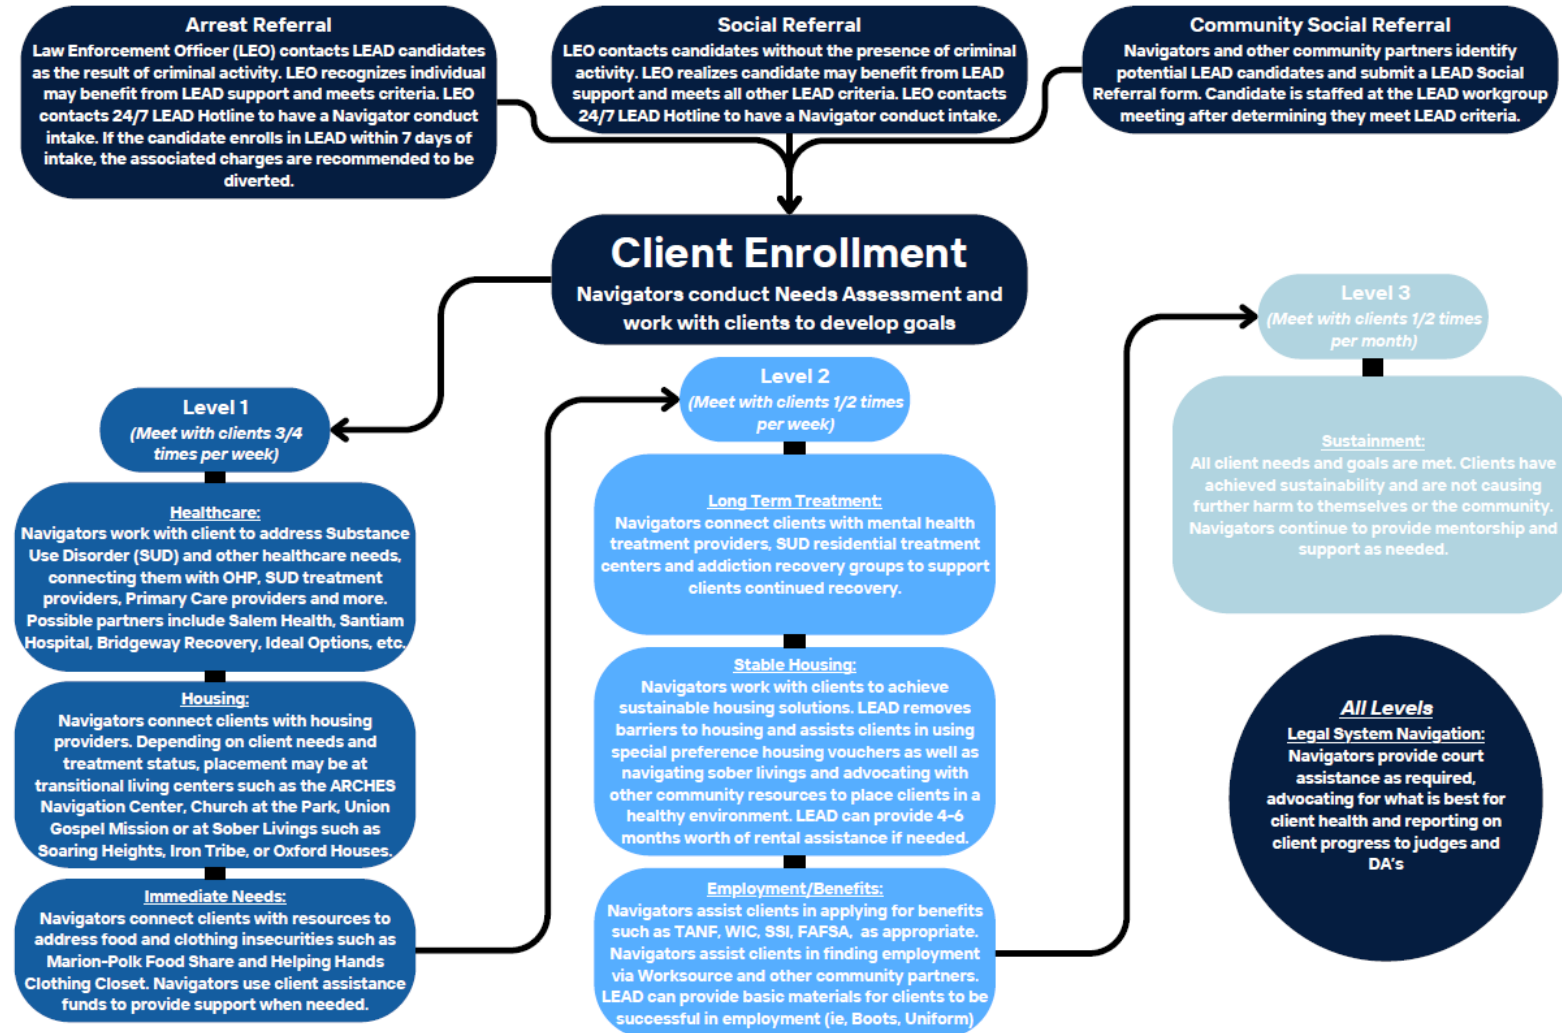 Arrest Referral
Law Enforcement Officer (LEO) contacts LEAD candidates
as the result of criminal activity. LEO recognizes individual
may benefit from LEAD support and meets criteria. LEO
contacts 24/7 LEAD Hotline to have a Navigator conduct
intake. If the candidate enrolls in LEAD within 7 days of
intake, the associated charges are recommended to be
diverted.
Social Referral
LEO contacts candidates without the presence of criminal
activity. LEO realizes candidate may benefit from LEAD
support and meets all other LEAD criteria. LEO contacts
24/7 LEAD Hotline to have a Navigator conduct intake.
Community Social Referral
Navigators and other community partners identify
potential LEAD candidates and submit a LEAD Social
Referral form. Candidate is staffed at the LEAD workgroup
meeting after determining they meet LEAD criteria.
Client Enrollment
Navigators conduct Needs Assessment and
work with clients to develop goals
Level 1
(Meet with clients 3/4
times per week)
Healthcare:
Navigators work with client to address Substance
Use Disorder (SUD) and other healthcare needs,
connecting them with OHP, SUD treatment
providers, Primary Care providers and more.
Possible partners include Salem Health, Santiam
Hospital, Bridgeway Recovery, Ideal Options, etc.
Housing:
Navigators connect clients with housing
providers. Depending on client needs and
treatment status, placement may be at
transitional living centers such as the ARCHES
Navigation Center, Church at the Park, Union
Gospel Mission or at Sober Livings such as
Soaring Heights, Iron Tribe, or Oxford Houses.
Immediate Needs:
Navigators connect clients with resources to
address food and clothing insecurities such as
Marion-Polk Food Share and Helping Hands
Clothing Closet. Navigators use client assistance
funds to provide support when needed.
Level 2
(Meet with clients 1/2 times
per week)
Long Term Treatment:
Navigators connect clients with mental health
treatment providers, SUD residential treatment
centers and addiction recovery groups to support
clients continued recovery.
Stable Housing:
Navigators work with clients to achieve
sustainable housing solutions. LEAD removes
barriers to housing and assists clients in using
special preference housing vouchers as well as
navigating sober livings and advocating with
other community resources to place clients in a
healthy environment. LEAD can provide 4-6
months worth of rental assistance if needed.
Employment/Benefits:
Navigators assist clients in applying for benefits
such as TANF, WIC, SSI, FAFSA, as appropriate.
Navigators assist clients in finding employment
via Worksource and other community partners.
LEAD can provide basic materials for clients to be
successful in employment (ie, Boots, Uniform)
Level 3
(Meet with clients 1/2 times
per month)
Sustainment:
All client needs and goals are met. Clients have
achieved sustainability and are not causing
further harm to themselves or the community.
Navigators continue to provide mentorship and
support as needed.
All Levels
Legal System Navigation:
Navigators provide court
assistance as required,
advocating for what is best for
client health and reporting on
client progress to judges and
DA's